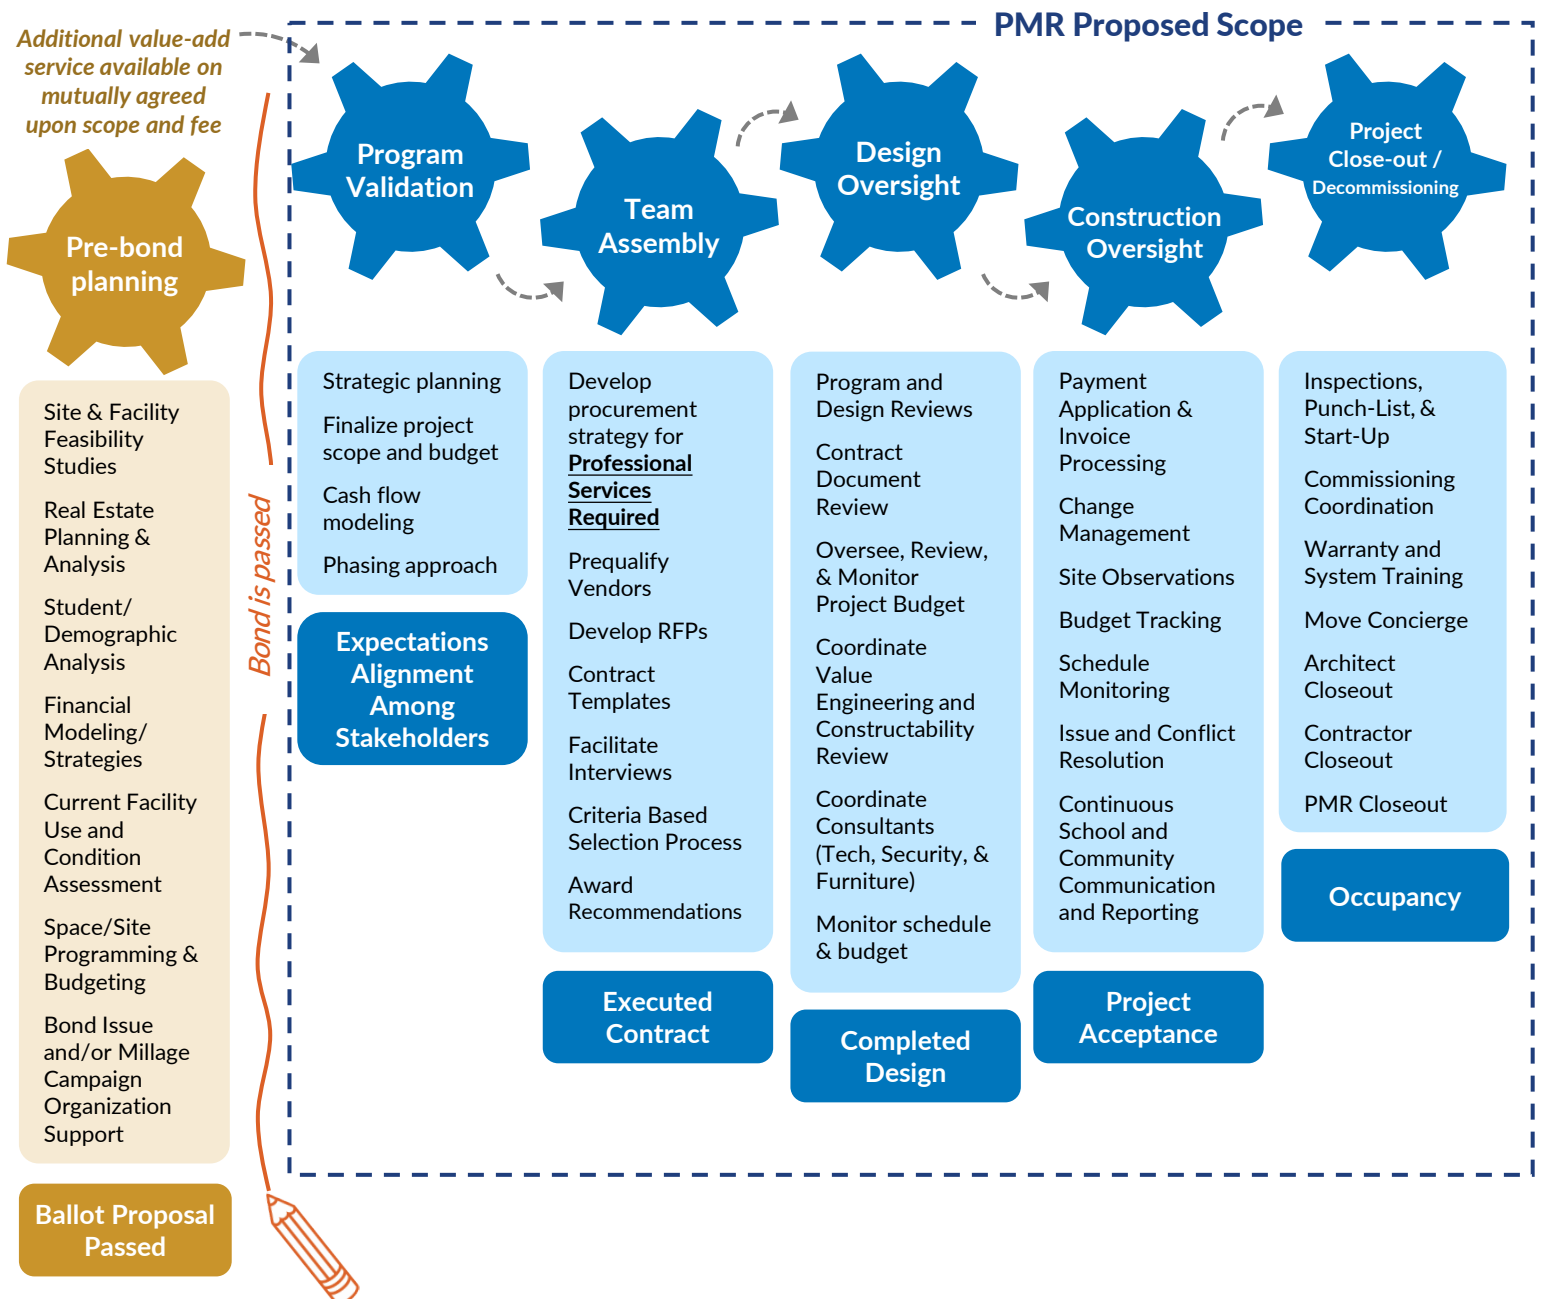 PMR Proposed Scope
Additional value-add
service available on
mutually agreed
upon scope and fee
Pre-bond
planning
Site & Facility
Feasibility
Studies
Real Estate
Planning &
Analysis
Student/
Demographic
Analysis
Financial
Modeling/
Strategies
Current Facility
Use and
Condition
Assessment
Space/Site
Programming &
Budgeting
Bond Issue
and/or Millage
Campaign
Organization
Support
Ballot Proposal
Passed
Bond is passed
Program
Validation
Strategic planning
Finalize project
scope and budget
Cash flow
modeling
Phasing approach
Expectations
Alignment
Among
Stakeholders
Team
Assembly
Develop
procurement
strategy for
Professional
Services
Required
Prequalify
Vendors
Develop RFPs
Contract
Templates
Facilitate
Interviews
Criteria Based
Selection Process
Award
Recommendations
Executed
Contract
Design
Oversight
Program and
Design Reviews
Contract
Document
Review
Oversee, Review,
& Monitor
Project Budget
Coordinate
Value
Engineering and
Constructability
Review
Coordinate
Consultants
(Tech, Security, &
Furniture)
Monitor schedule
& budget
Completed
Design
Construction
Oversight
Payment
Application &
Invoice
Processing
Change
Management
Site Observations
Budget Tracking
Schedule
Monitoring
Issue and Conflict
Resolution
Continuous
School and
Community
Communication
and Reporting
Project
Acceptance
Project
Close-out /
Decommissioning
Inspections,
Punch-List, &
Start-Up
Commissioning
Coordination
Warranty and
System Training
Move Concierge
Architect
Closeout
Contractor
Closeout
PMR Closeout
Occupancy